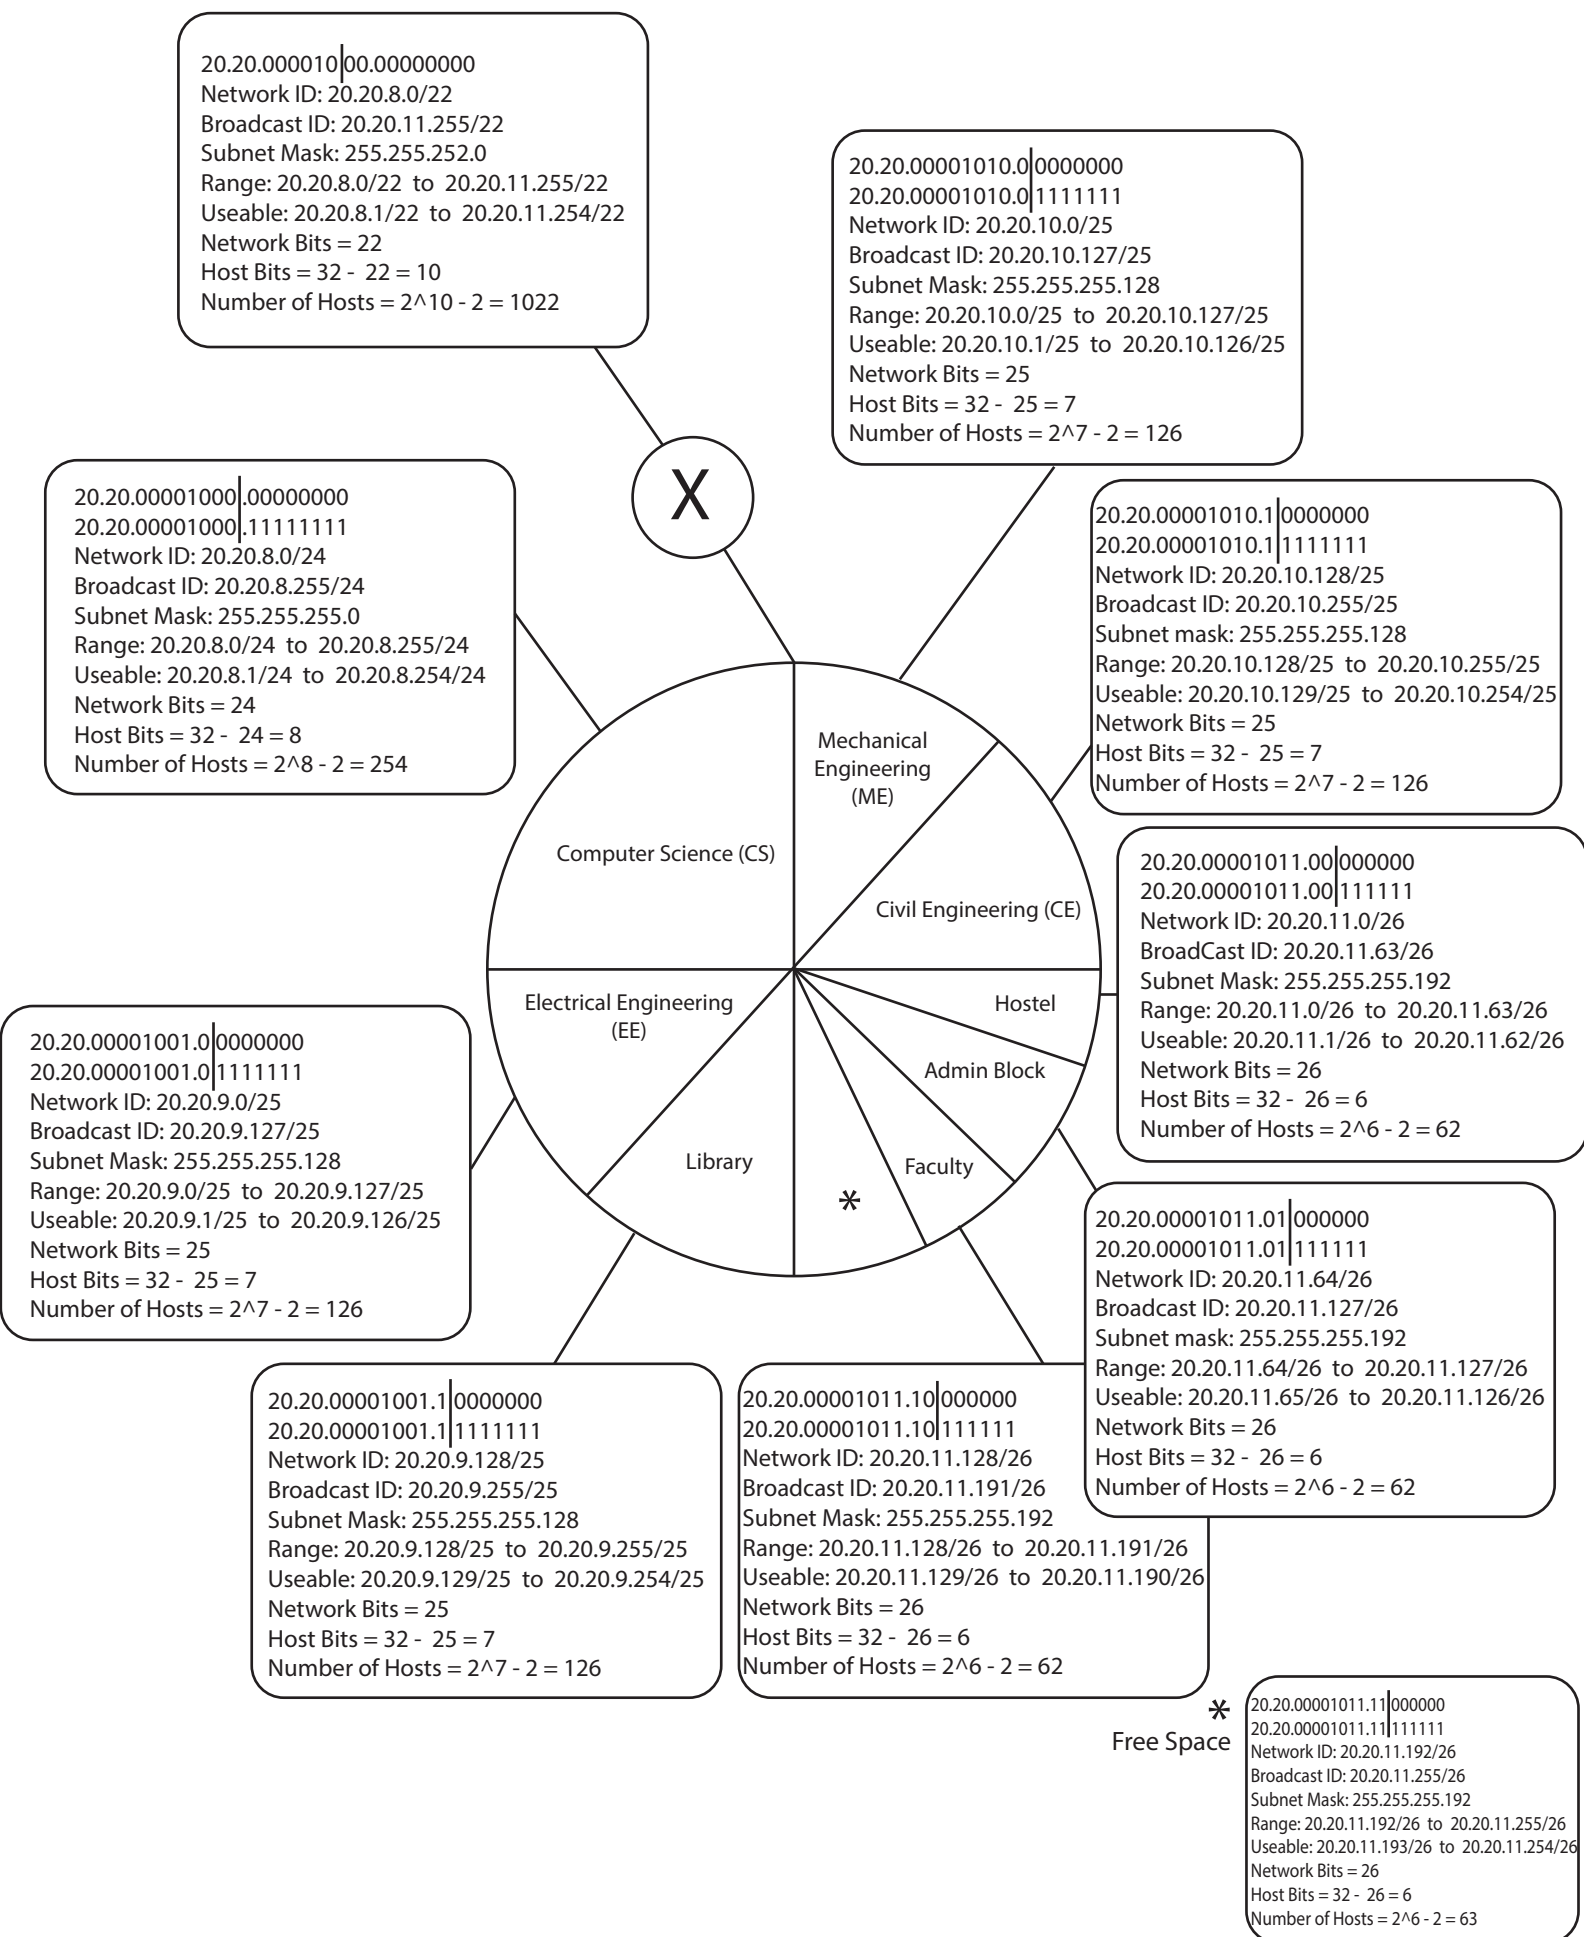 20.20.00001000.00000000
Network ID: 20.20.8.0/22
Broadcast ID: 20.20.11.255/22
Subnet Mask: 255.255.252.0
Range: 20.20.8.0/22 to 20.20.11.255/22
Useable: 20.20.8.1/22 to 20.20.11.254/22
Network Bits = 22
Host Bits = 32 - 22 = 10
Number of Hosts = 2^10 - 2 = 1022
20.20.00001010.00000000
20.20.00001010.01111111
Network ID: 20.20.10.0/25
Broadcast ID: 20.20.10.127/25
Subnet Mask: 255.255.255.128
Range: 20.20.10.0/25 to 20.20.10.127/25
Useable: 20.20.10.1/25 to 20.20.10.126/25
Network Bits = 25
Host Bits = 32 - 25 = 7
Number of Hosts = 2^7 - 2 = 126
X
20.20.00001000.00000000
20.20.00001000.11111111
Network ID: 20.20.8.0/24
Broadcast ID: 20.20.8.255/24
Subnet Mask: 255.255.255.0
Range: 20.20.8.0/24 to 20.20.8.255/24
Useable: 20.20.8.1/24 to 20.20.8.254/24
Network Bits = 24
Host Bits = 32 - 24 = 8
Number of Hosts = 2^8 - 2 = 254
20.20.00001010.10000000
20.20.00001010.11111111
Network ID: 20.20.10.128/25
Broadcast ID: 20.20.10.255/25
Subnet mask: 255.255.255.128
Range: 20.20.10.128/25 to 20.20.10.255/25
Useable: 20.20.10.129/25 to 20.20.10.254/25
Network Bits = 25
Host Bits = 32 - 25 = 7
Number of Hosts = 2^7 - 2 = 126
Mechanical
Engineering
(ME)
Computer Science (CS)
Civil Engineering (CE)
20.20.00001011.00000000
20.20.00001011.00111111
Network ID: 20.20.11.0/26
BroadCast ID: 20.20.11.63/26
Subnet Mask: 255.255.255.192
Range: 20.20.11.0/26 to 20.20.11.63/26
Useable: 20.20.11.1/26 to 20.20.11.62/26
Network Bits = 26
Host Bits = 32 - 26 = 6
Number of Hosts = 2^6 - 2 = 62
Electrical Engineering
(EE)
Hostel
Admin Block
Library
*
Faculty
20.20.00001001.00000000
20.20.00001001.01111111
Network ID: 20.20.9.0/25
Broadcast ID: 20.20.9.127/25
Subnet Mask: 255.255.255.128
Range: 20.20.9.0/25 to 20.20.9.127/25
Useable: 20.20.9.1/25 to 20.20.9.126/25
Network Bits = 25
Host Bits = 32 - 25 = 7
Number of Hosts = 2^7 - 2 = 126
20.20.00001011.01000000
20.20.00001011.01111111
Network ID: 20.20.11.64/26
Broadcast ID: 20.20.11.127/26
Subnet mask: 255.255.255.192
Range: 20.20.11.64/26 to 20.20.11.127/26
Useable: 20.20.11.65/26 to 20.20.11.126/26
Network Bits = 26
Host Bits = 32 - 26 = 6
Number of Hosts = 2^6 - 2 = 62
20.20.00001001.10000000
20.20.00001001.11111111
Network ID: 20.20.9.128/25
Broadcast ID: 20.20.9.255/25
Subnet Mask: 255.255.255.128
Range: 20.20.9.128/25 to 20.20.9.255/25
Useable: 20.20.9.129/25 to 20.20.9.254/25
Network Bits = 25
Host Bits = 32 - 25 = 7
Number of Hosts = 2^7 - 2 = 126
20.20.00001011.10000000
20.20.00001011.10111111
Network ID: 20.20.11.128/26
Broadcast ID: 20.20.11.191/26
Subnet Mask: 255.255.255.192
Range: 20.20.11.128/26 to 20.20.11.191/26
Useable: 20.20.11.129/26 to 20.20.11.190/26
Network Bits = 26
Host Bits = 32 - 26 = 6
Number of Hosts = 2^6 - 2 = 62
*
Free Space
20.20.00001011.11000000
20.20.00001011.11111111
Network ID: 20.20.11.192/26
Broadcast ID: 20.20.11.255/26
Subnet Mask: 255.255.255.192
Range: 20.20.11.192/26 to 20.20.11.255/26
Useable: 20.20.11.193/26 to 20.20.11.254/26
Network Bits = 26
Host Bits = 32 - 26 = 6
Number of Hosts = 2^6 - 2 = 63